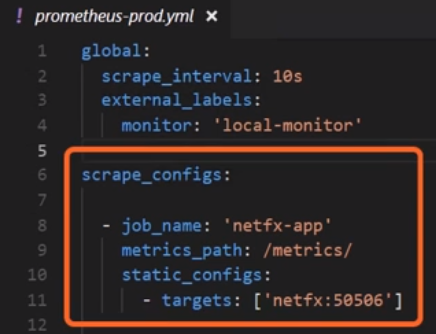 ! prometheus-prod.yml ×
1 global:
2 scrape_interval: 10s
3 external_labels:
4 monitor: 'local-monitor'
5
6 scrape_configs:
7
8 - job_name: 'netfx-app'
9 metrics_path: /metrics/
10 static_configs:
11 - targets: ['netfx:50506']
12